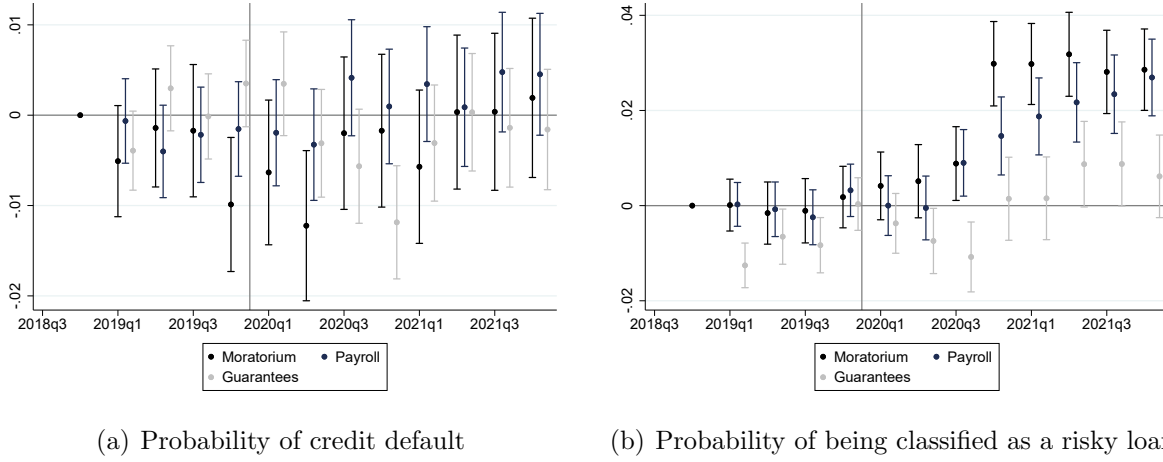 .01
0
-.01
-.02
2018q3 2019q1 2019q3 2020q1 2020q3 2021q1 2021q3
Moratorium Payroll
Guarantees
(a) Probability of credit default
.04
.02
0
-.02
2018q3 2019q1 2019q3 2020q1 2020q3 2021q1 2021q3
Moratorium Payroll
Guarantees
(b) Probability of being classified as a risky loan